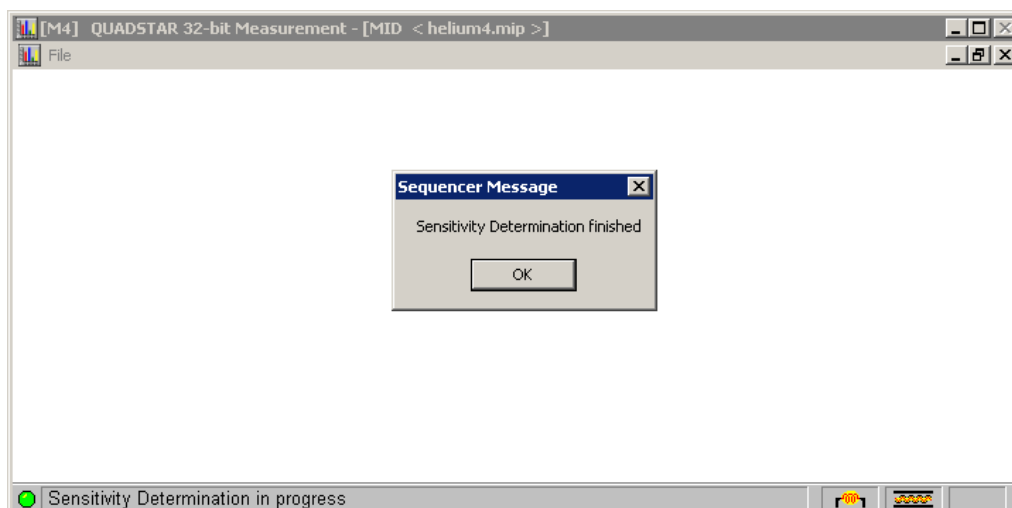 [M4] QUADSTAR 32-bit Measurement - [MID < helium4.mip >]
File
Sequencer Message
Sensitivity Determination finished
OK
Sensitivity Determination in progress